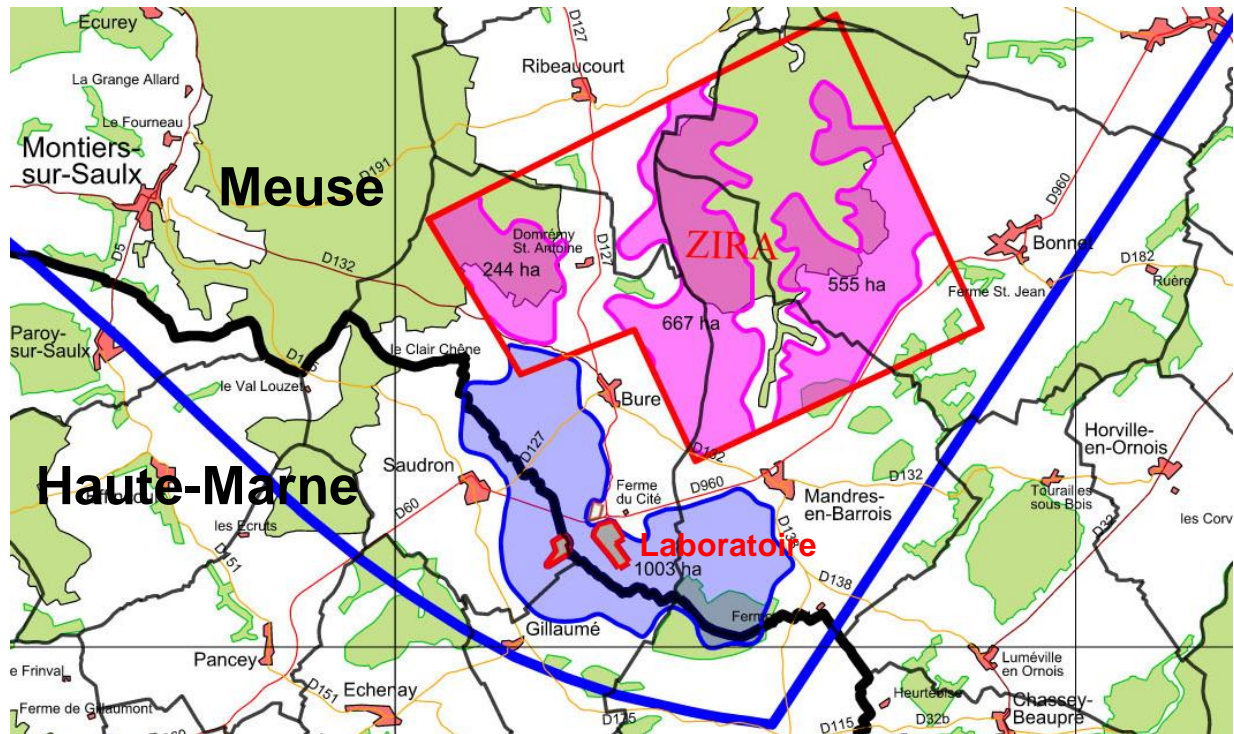 Ecurey
D127
La Grange Allard
Ribeaucourt
Le Fourneau
Montiers-
sur-Saulx
D191
Meuse
D960
Domrémy
St. Antoine
ZIRA
Bonnet
D5
D132
D127
244 ha
D182
555 ha
Ruère
Ferme St. Jean
667 ha
Paroy-
sur-Saulx
le Clair Chêne
le Val Louzet
Bure
D127
D132
Horville-
en-Ornois
Saudron
Haute-Marne
Ferme
du Cité
D960
D132
Mandres-
en-Barrois
Tourailles
sous Bois
D60
les Ecruts
les Corv
Laboratoire
1003 ha
D151
D138
Ferme
Gillaumé
Pancey
Luméville
en Ornois
e Frinval
D151
Echenay
Heurtebise
Chassey-
Beaupré
Ferme de Gillaumont
D175
D115
D32b